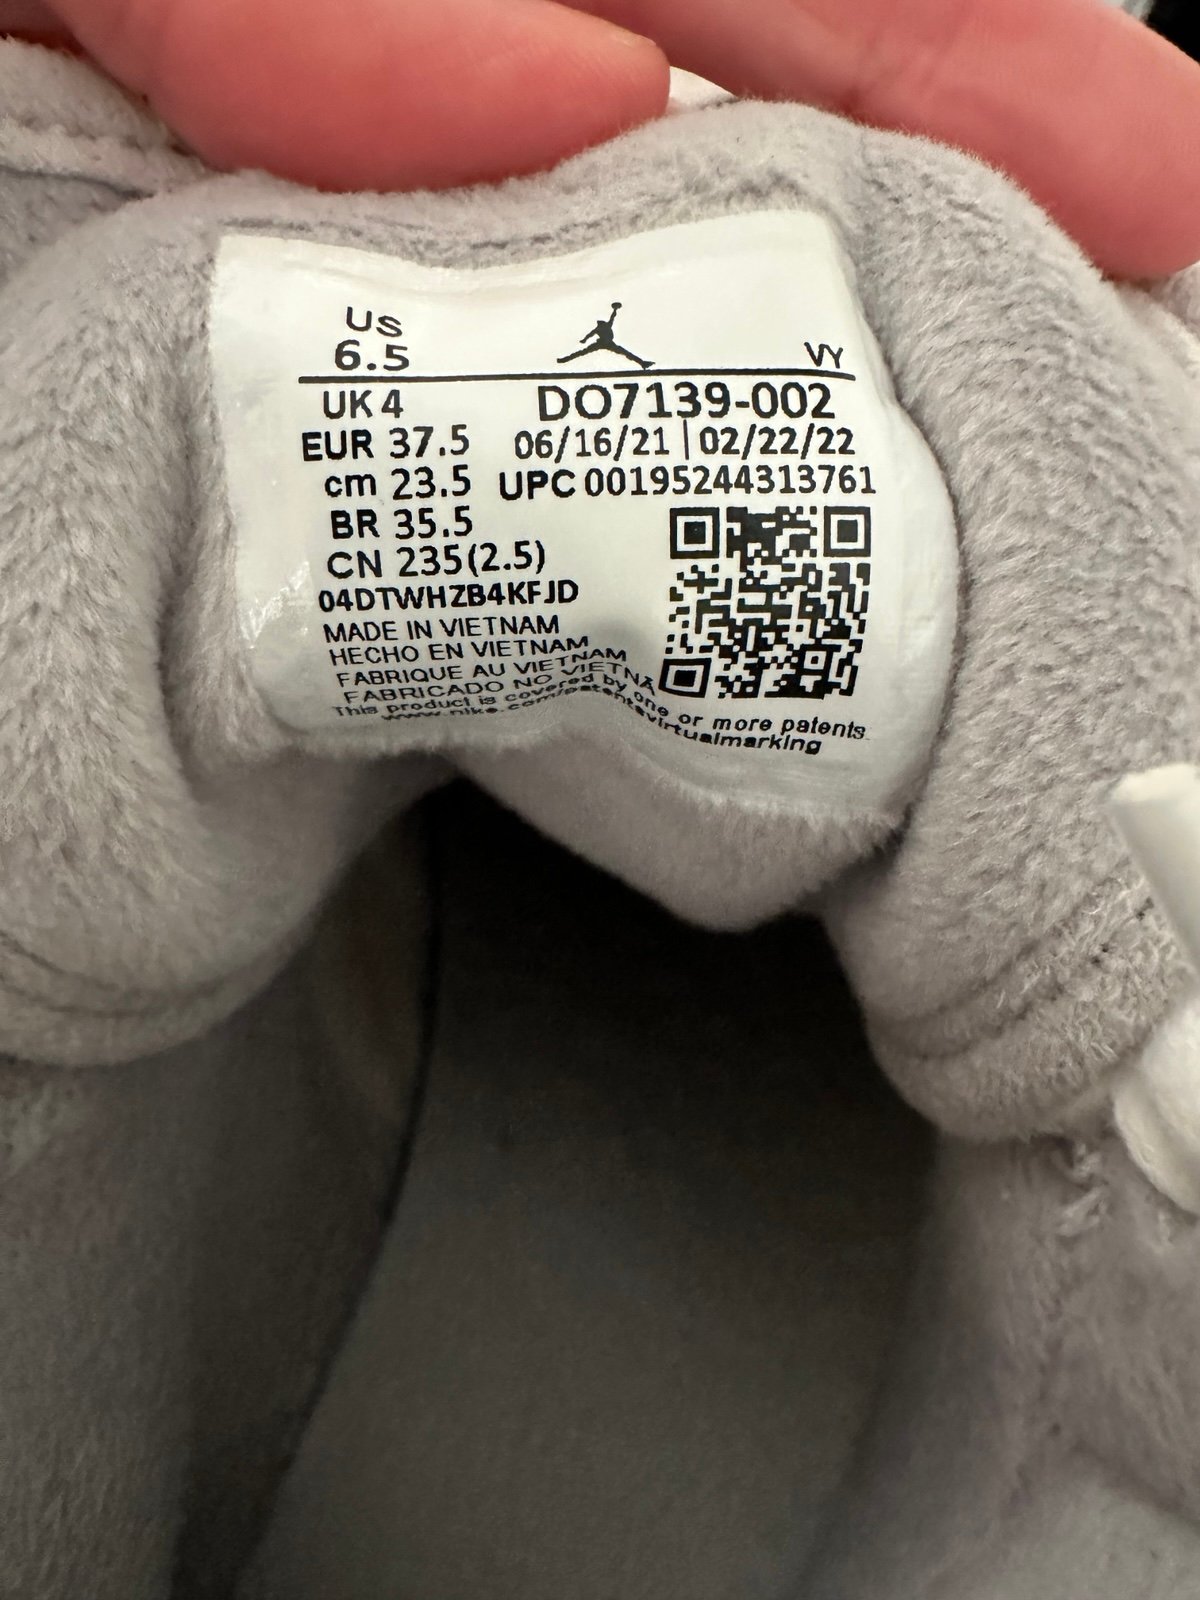 US
6.5
VY
UK 4
DO7139-002
EUR 37.5
06/16/21 | 02/22/22
cm 23.5
UPC 00195244313761
BR 35.5
CN 235(2.5)
04DTWHZB4KFJD
MADE IN VIETNAM
HECHO EN VIETNAM
FABRIQUE AU VIETNAM
FABRICADO NO VIETNÃ
This product is covered by one or more patents
www.nike.com/patentsvirtualmarking